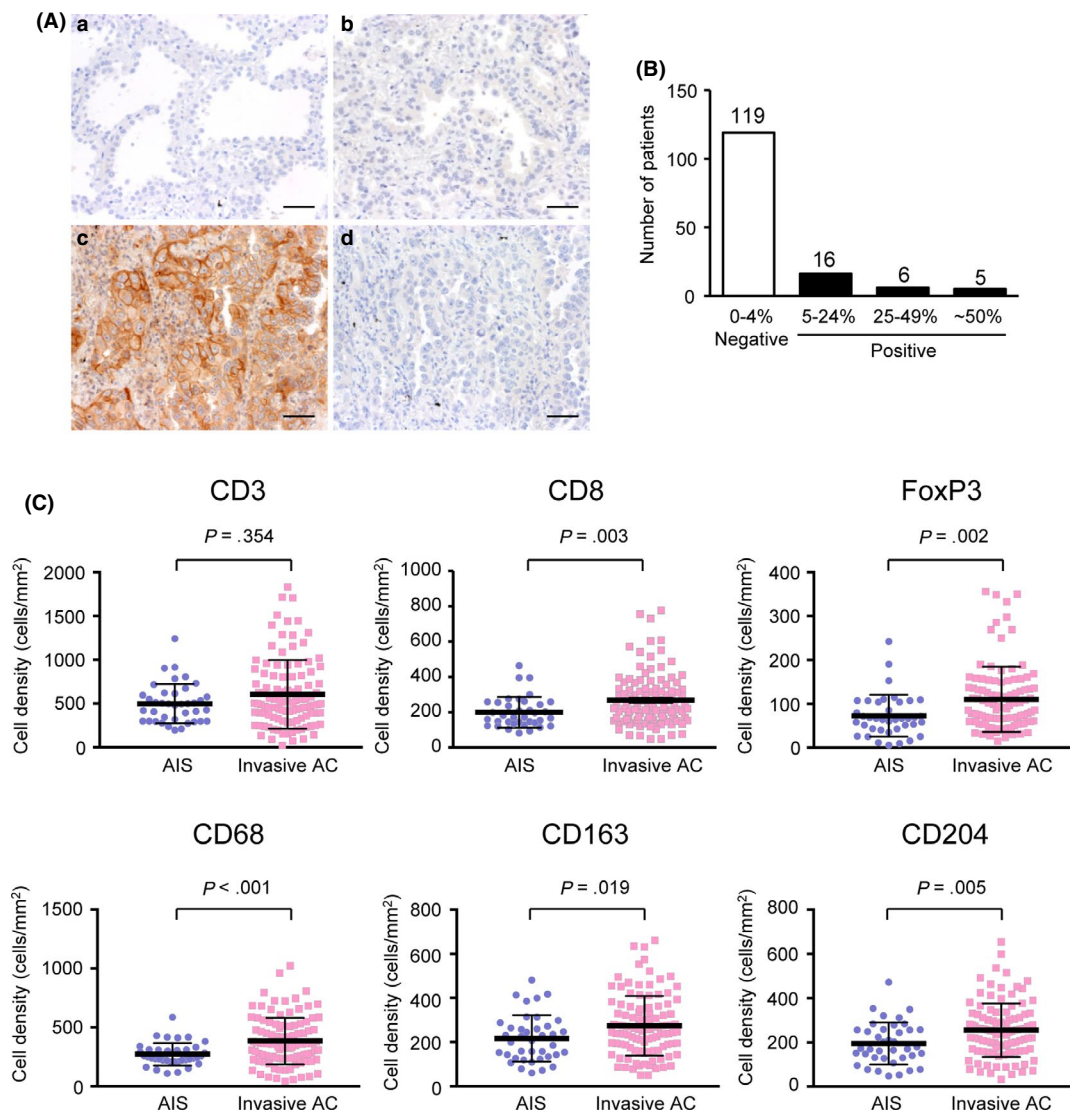 (A)
a
b
c
d
(B)
Number of patients
150
100
50
0
119
16
6
5
0-4%
5-24%
25-49%
~50%
Negative
Positive
(C)
CD3
P = .354
Cell density (cells/mm²)
2000
1500
1000
500
0
AIS
Invasive AC
CD8
P = .003
Cell density (cells/mm²)
1000
800
600
400
200
0
AIS
Invasive AC
FoxP3
P = .002
Cell density (cells/mm²)
400
300
200
100
0
AIS
Invasive AC
CD68
P < .001
Cell density (cells/mm²)
1500
1000
500
0
AIS
Invasive AC
CD163
P = .019
Cell density (cells/mm²)
800
600
400
200
0
AIS
Invasive AC
CD204
P = .005
Cell density (cells/mm²)
800
600
400
200
0
AIS
Invasive AC